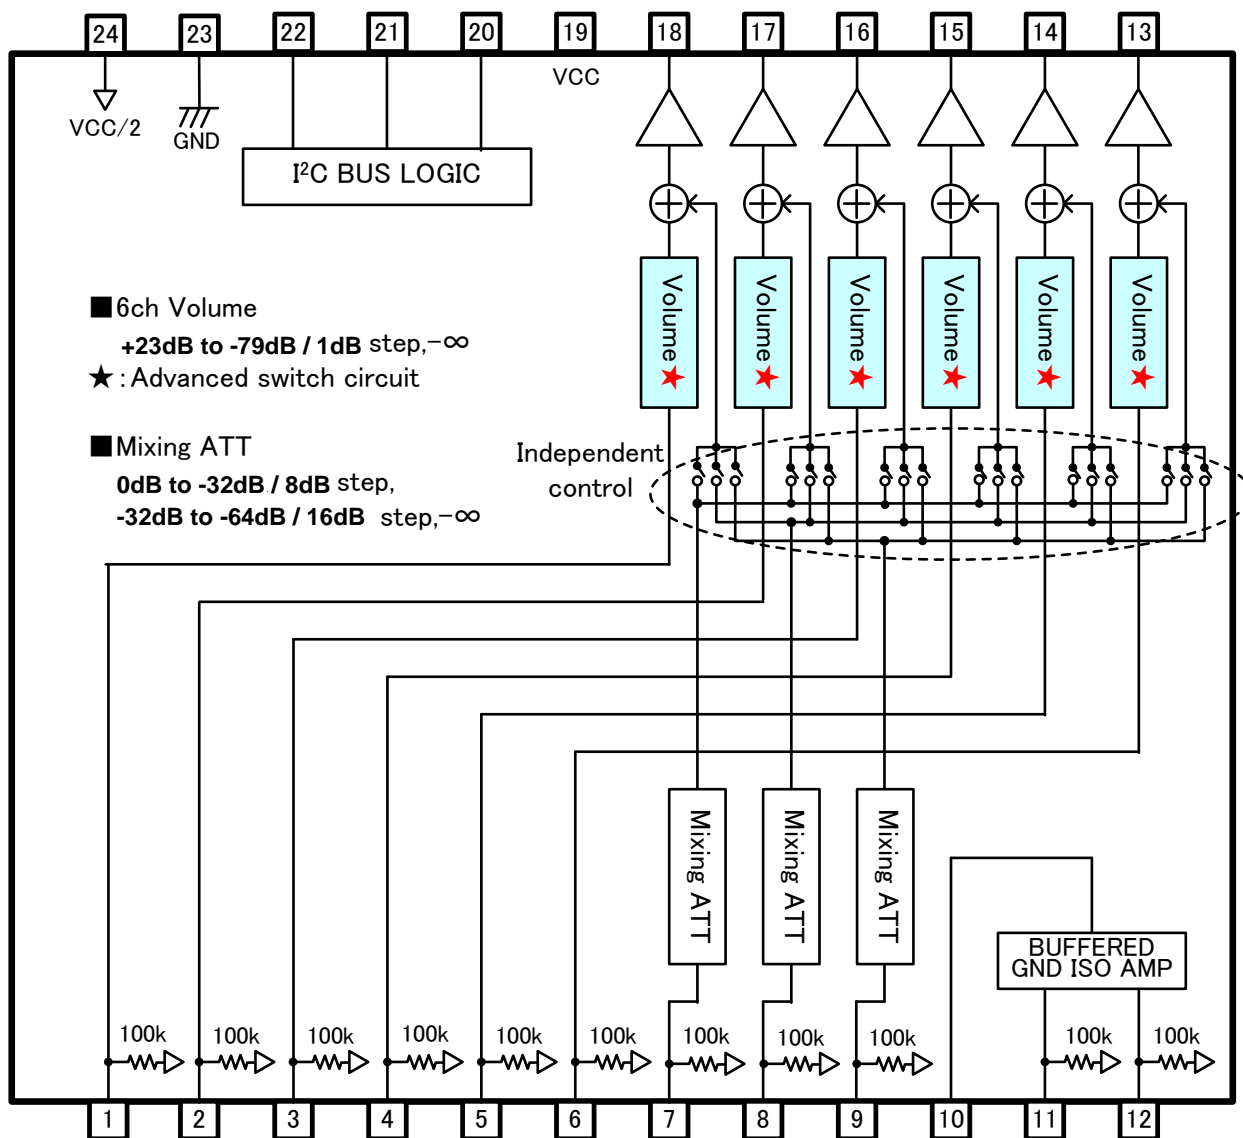 24 23 22 21 20 19 18 17 16 15 14 13
VCC
VCC/2
GND
I²C BUS LOGIC
Volume★ Volume★ Volume★ Volume★ Volume★ Volume★
■6ch Volume
+23dB to -79dB / 1dB step,-∞
★:Advanced switch circuit
■Mixing ATT
0dB to -32dB / 8dB step,
-32dB to -64dB / 16dB step,-∞
Independent
control
Mixing ATT Mixing ATT Mixing ATT
BUFFERED
GND ISO AMP
100k 100k 100k 100k 100k 100k 100k 100k 100k 100k 100k
1 2 3 4 5 6 7 8 9 10 11 12